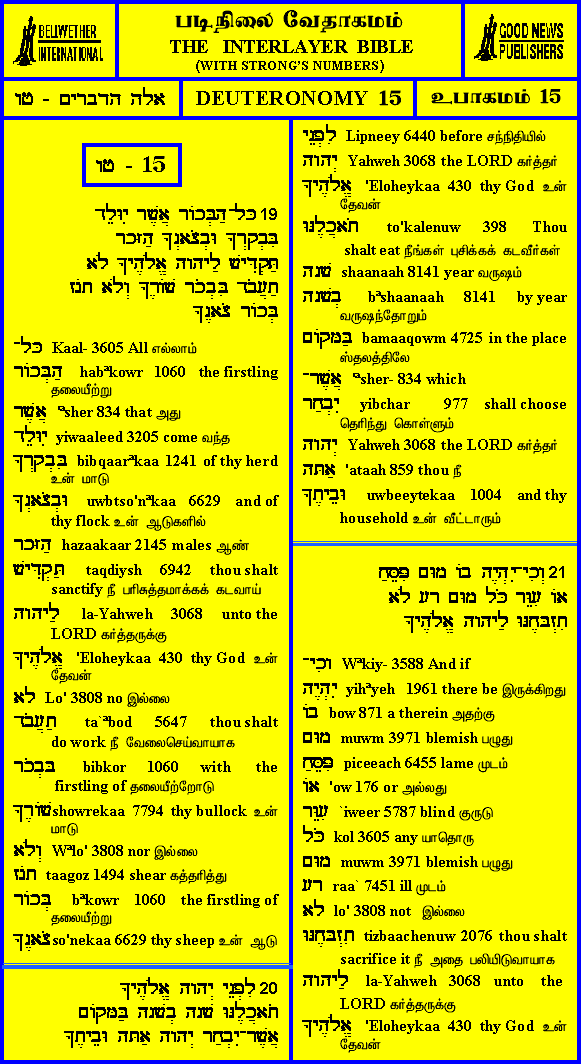 BELLWETHER
INTERNATIONAL
படிநிலை வேதாகமம்
THE INTERLAYER BIBLE
(WITH STRONG'S NUMBERS)
GOOD NEWS
PUBLISHERS
אלה הדברים - טו
DEUTERONOMY 15
உபாகமம் 15
15 - טו
19 כָּל־הַבְּכוֹר אֲשֶׁר יִוָּלֵד
בִּבְקָרְךָ וּבְצֹאנְךָ הַזָּכָר
תַּקְדִּישׁ לַיהוָה אֱלֹהֶיךָ לֹא
תַעֲבֹד בִּבְכֹר שׁוֹרֶךָ וְלֹא תָגֹז
בְּכוֹר צֹאנֶךָ
כָּל־ Kaal- 3605 All எல்லாம்
הַבְּכוֹר habᵊkowr 1060 the firstling
தலையீற்று
אֲשֶׁר ᵃsher 834 that அது
יִוָּלֵד yiwaaleed 3205 come வந்த
בִּבְקָרְךָ bibqaarᵊkaa 1241 of thy herd
உன் மாடு
וּבְצֹאנְךָ uwbtso'nᵊkaa 6629 and of
thy flock உன் ஆடுகளில்
הַזָּכָר hazaakaar 2145 males ஆண்
תַּקְדִּישׁ taqdiysh 6942 thou shalt
sanctify நீ பரிசுத்தமாக்கக் கடவாய்
לַיהוָה la-Yahweh 3068 unto the
LORD கர்த்தருக்கு
אֱלֹהֶיךָ 'Eloheykaa 430 thy God உன்
தேவன்
לֹא Lo' 3808 no இல்லை
תַעֲבֹד ta`ᵃbod 5647 thou shalt
do work நீ வேலைசெய்வாயாக
בִּבְכֹר bibkor 1060 with the
firstling of தலையீற்றோடு
שׁוֹרֶךָ showrekaa 7794 thy bullock உன்
மாடு
וְלֹא Wᵊlo' 3808 nor இல்லை
תָגֹז taagoz 1494 shear கத்தரித்து
בְּכוֹר bᵊkowr 1060 the firstling of
தலையீற்று
צֹאנֶךָ so'nekaa 6629 thy sheep உன் ஆடு
20 לִפְנֵי יְהוָה אֱלֹהֶיךָ
תֹאכְלֶנּוּ שָׁנָה בְשָׁנָה בַּמָּקוֹם
אֲשֶׁר־יִבְחַר יְהוָה אַתָּה וּבֵיתֶךָ
לִפְנֵי Lipneey 6440 before சந்நிதியில்
יְהוָה Yahweh 3068 the LORD கர்த்தர்
אֱלֹהֶיךָ 'Eloheykaa 430 thy God உன்
தேவன்
תֹאכְלֶנּוּ to'kalenuw 398 Thou
shalt eat நீங்கள் புசிக்கக் கடவீர்கள்
שָׁנָה shaanaah 8141 year வருஷம்
בְשָׁנָה bᵊshaanaah 8141 by year
வருஷந்தோறும்
בַּמָּקוֹם bamaaqowm 4725 in the place
ஸ்தலத்திலே
אֲשֶׁר־ ᵃsher- 834 which
יִבְחַר yibchar 977 shall choose
தெரிந்து கொள்ளும்
יְהוָה Yahweh 3068 the LORD கர்த்தர்
אַתָּה 'ataah 859 thou நீ
וּבֵיתֶךָ uwbeeytekaa 1004 and thy
household உன் வீட்டாரும்
21 וְכִי־יִהְיֶה בוֹ מוּם פִּסֵּחַ
אוֹ עִוֵּר כֹּל מוּם רָע לֹא
תִזְבָּחֶנּוּ לַיהוָה אֱלֹהֶיךָ
וְכִי־ Wᵊkiy- 3588 And if
יִהְיֶה yihᵊyeh 1961 there be இருக்கிறது
בוֹ bow 871 a therein அதற்கு
מוּם muwm 3971 blemish பழுது
פִּסֵּחַ piceeach 6455 lame முடம்
אוֹ 'ow 176 or அல்லது
עִוֵּר `iweer 5787 blind குருடு
כֹּל kol 3605 any யாதொரு
מוּם muwm 3971 blemish பழுது
רָע raa` 7451 ill முடம்
לֹא lo' 3808 not இல்லை
תִזְבָּחֶנּוּ tizbaachenuw 2076 thou shalt
sacrifice it நீ அதை பலியிடுவாயாக
לַיהוָה la-Yahweh 3068 unto the
LORD கர்த்தருக்கு
אֱלֹהֶיךָ 'Eloheykaa 430 thy God உன்
தேவன்